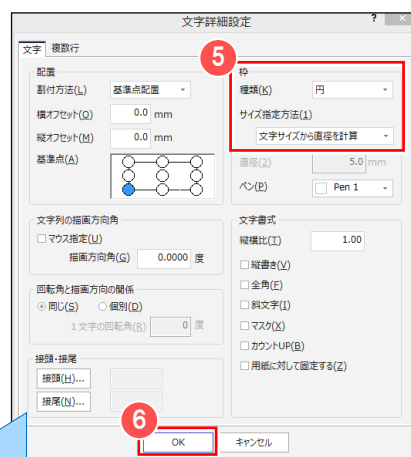 文字詳細設定 ? ×
文字 複数行
5
配置
割付方法(L) 基準点配置
横オフセット(O) 0.0 mm
縦オフセット(M) 0.0 mm
基準点(A)
文字列の描画方向角
マウス指定(U)
描画方向角(G) 0.0000 度
回転角と描画方向の関係
同じ(S) 個別(D)
1文字の回転角(R) 0 度
接頭・接尾
接頭(H)...
接尾(N)...
枠
種類(K) 円
サイズ指定方法(1)
文字サイズから直径を計算
直径(2) 5.0 mm
ペン(P) Pen 1
文字書式
縦横比(T) 1.00
縦書き(V)
全角(F)
斜文字(I)
マスク(X)
カウントUP(B)
用紙に対して固定する(Z)
6
OK キャンセル